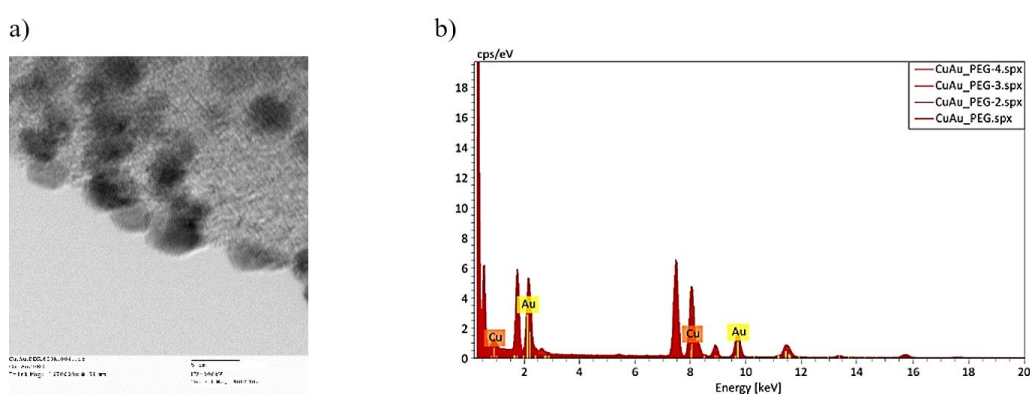 a)
b)
cps/eV
CuAu_PEG-4.spx
CuAu_PEG-3.spx
CuAu_PEG-2.spx
CuAu_PEG.spx
18
16
14
12
10
8
6
4
2
0
Au
Cu
Cu
Au
2 4 6 8 10 12 14 16 18 20
Energy [keV]